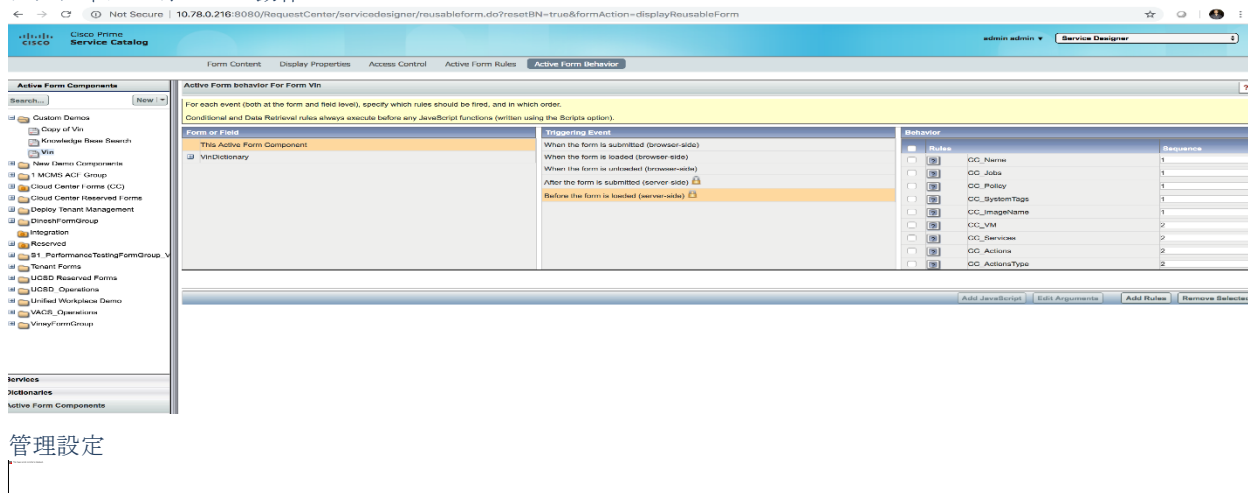 Not Secure | 10.78.0.216:8080/RequestCenter/servicedesigner/reusableform.do?resetBN=true&formAction=displayReusableForm
cisco Cisco Prime
Service Catalog
admin admin Service Designer
Form Content Display Properties Access Control Active Form Rules Active Form Behavior
Active Form Components
Active Form behavior For Form Vin
Search... New
For each event (both at the form and field level), specify which rules should be fired, and in which order.
Conditional and Data Retrieval rules always execute before any JavaScript functions (written using the Scripts option).
Custom Demos
Copy of Vin
Knowledge Base Search
Vin
New Demo Components
1 MCMS ACF Group
Cloud Center Forms (CC)
Cloud Center Reserved Forms
Deploy Tenant Management
DineshFormGroup
Integration
Reserved
S1_PerformanceTestingFormGroup_V
Tenant Forms
UCSD Reserved Forms
UCSD_Operations
Unified Workplace Demo
VACS_Operations
VinayFormGroup
Form or Field
This Active Form Component
VinDictionary
Triggering Event
When the form is submitted (browser-side)
When the form is loaded (browser-side)
When the form is unloaded (browser-side)
After the form is submitted (server-side)
Before the form is loaded (server-side)
Behavior
Rules Sequence
CC_Name 1
CC_Jobs 1
CC_Policy 1
CC_SystemTags 1
CC_ImageName 1
CC_VM 2
CC_Services 2
CC_Actions 2
CC_ActionsType 2
Add JavaScript Edit Arguments Add Rules Remove Selected
Services
Dictionaries
Active Form Components
管理設定